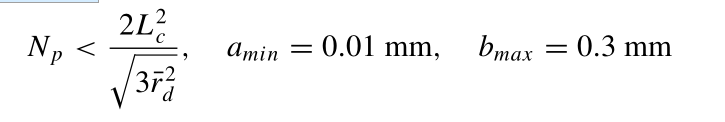 $N_p < \dfrac{2L_c^2}{\sqrt{3\bar{r}_d^2}}, \quad a_{min} = 0.01 \text{ mm}, \quad b_{max} = 0.3 \text{ mm}$